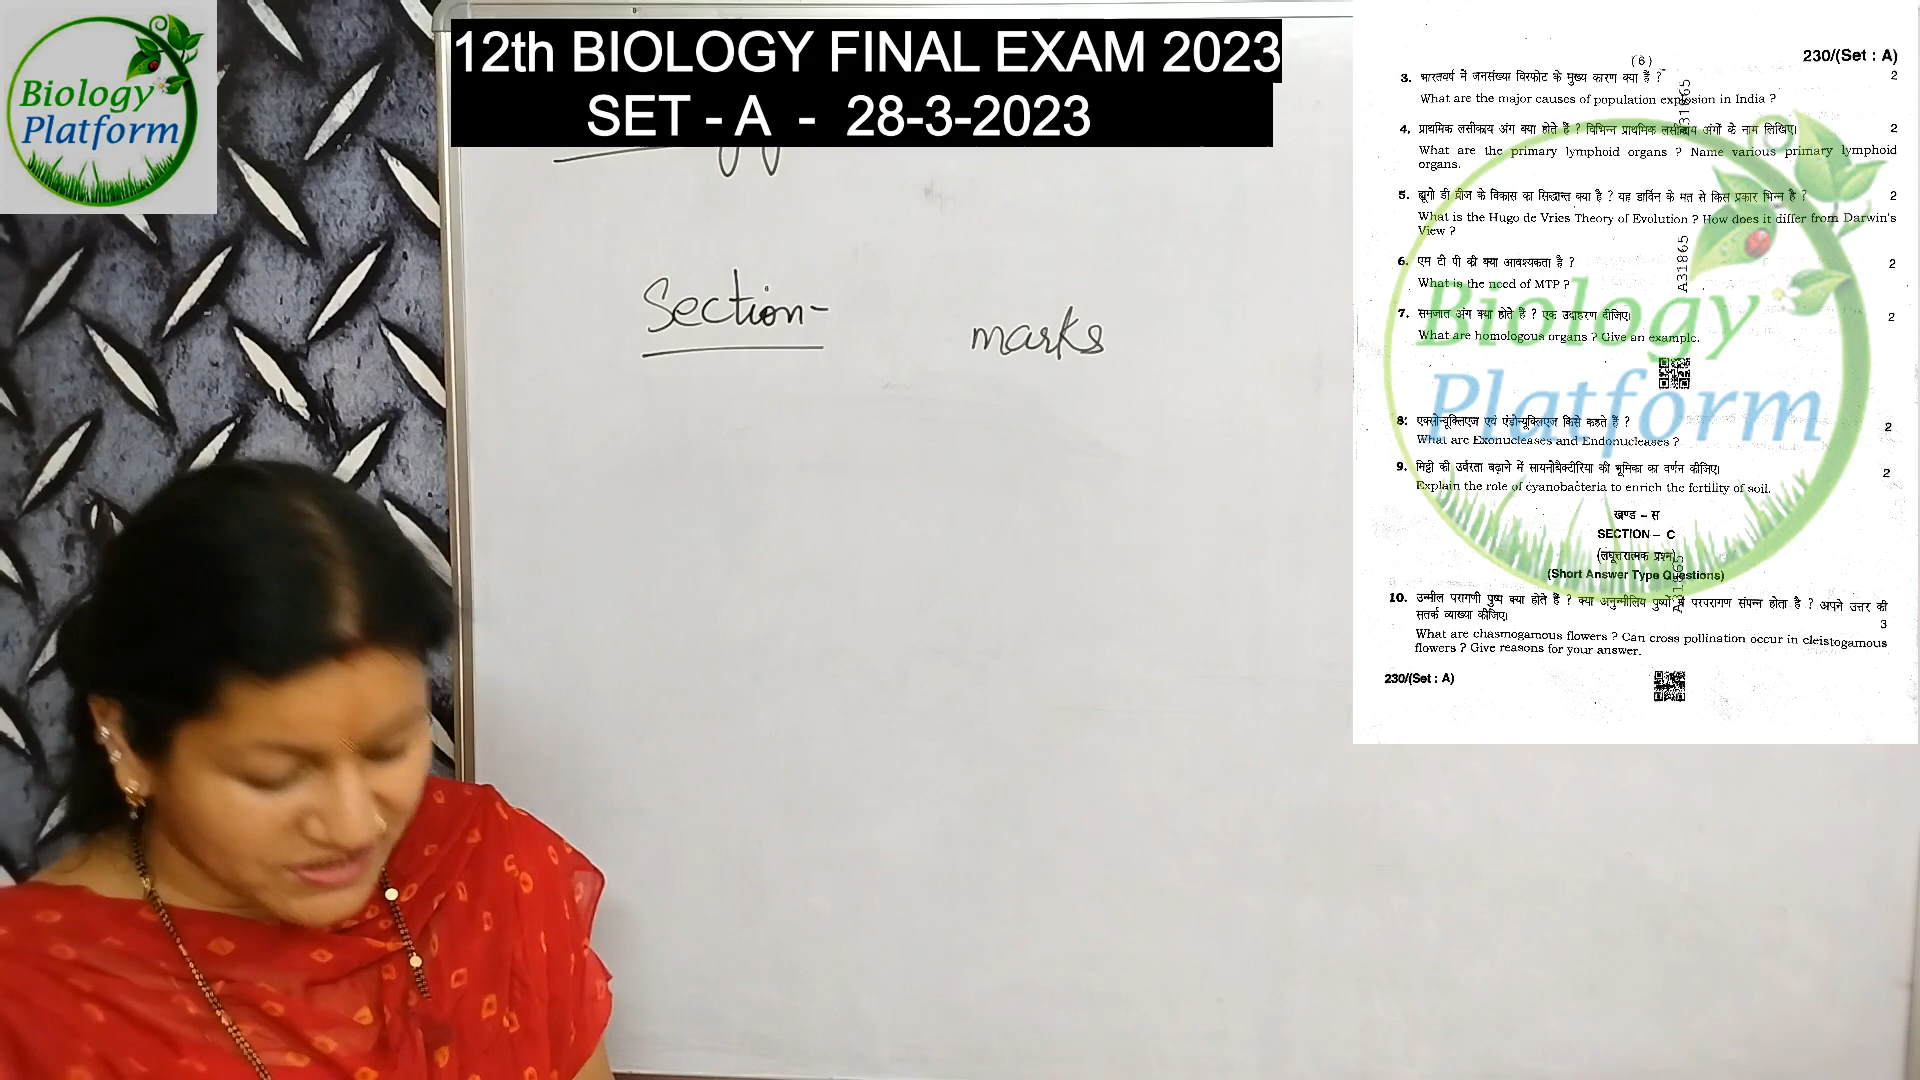 Biology
Platform
12th BIOLOGY FINAL EXAM 2023
SET - A - 28-3-2023
Section-
marks
(6)
230/(Set : A)
3. भारतवर्ष में जनसंख्या विस्फोट के मुख्य कारण क्या हैं ? 2
What are the major causes of population explosion in India ?
4. प्राथमिक लसीकाय अंग क्या होते हैं ? विभिन्न प्राथमिक लसीकाय अंगों के नाम लिखिए। 2
What are the primary lymphoid organs ? Name various primary lymphoid
organs.
5. ह्यूगो डी व्रीज के विकास का सिद्धान्त क्या है ? यह डार्विन के मत से किस प्रकार भिन्न है ? 2
What is the Hugo de Vries Theory of Evolution ? How does it differ from Darwin's
View ?
6. एम टी पी की क्या आवश्यकता है ? 2
What is the need of MTP ?
7. समजात अंग क्या होते हैं ? एक उदाहरण दीजिए। 2
What are homologous organs ? Give an example.
8. एक्सोन्यूक्लिएज एवं एंडोन्यूक्लिएज किसे कहते हैं ? 2
What are Exonucleases and Endonucleases ?
9. मिट्टी की उर्वरता बढ़ाने में सायनोबैक्टीरिया की भूमिका का वर्णन कीजिए। 2
Explain the role of cyanobacteria to enrich the fertility of soil.
खण्ड – स
SECTION – C
(लघूत्तरात्मक प्रश्न)
(Short Answer Type Questions)
10. उन्मील परागणी पुष्प क्या होते हैं ? क्या अनुन्मीलिय पुष्पों में परपरागण संपन्न होता है ? अपने उत्तर की
सतर्क व्याख्या कीजिए। 3
What are chasmogamous flowers ? Can cross pollination occur in cleistogamous
flowers ? Give reasons for your answer.
230/(Set : A)
A31865
Biology
Platform